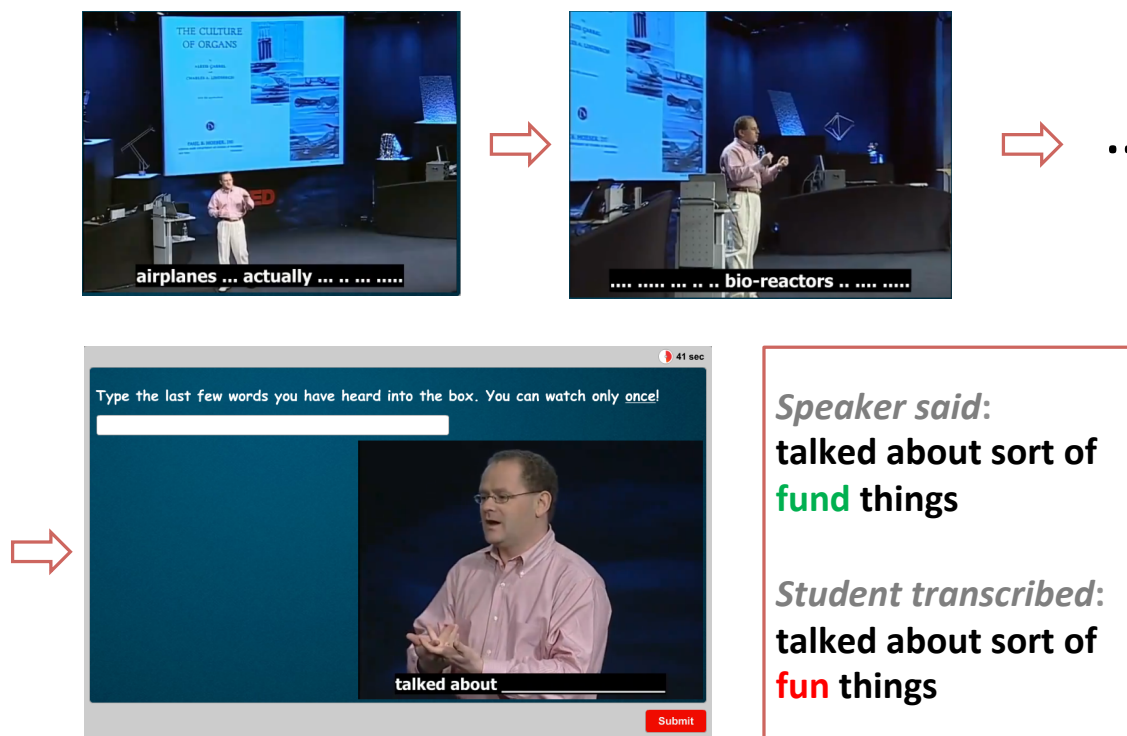 THE CULTURE
OF ORGANS
airplanes ... actually ... .. ... .....
.... ..... ... .. .. bio-reactors .. .... .....
..
41 sec
Type the last few words you have heard into the box. You can watch only once!
talked about ____________________
Submit
Speaker said:
talked about sort of
fund things
Student transcribed:
talked about sort of
fun things